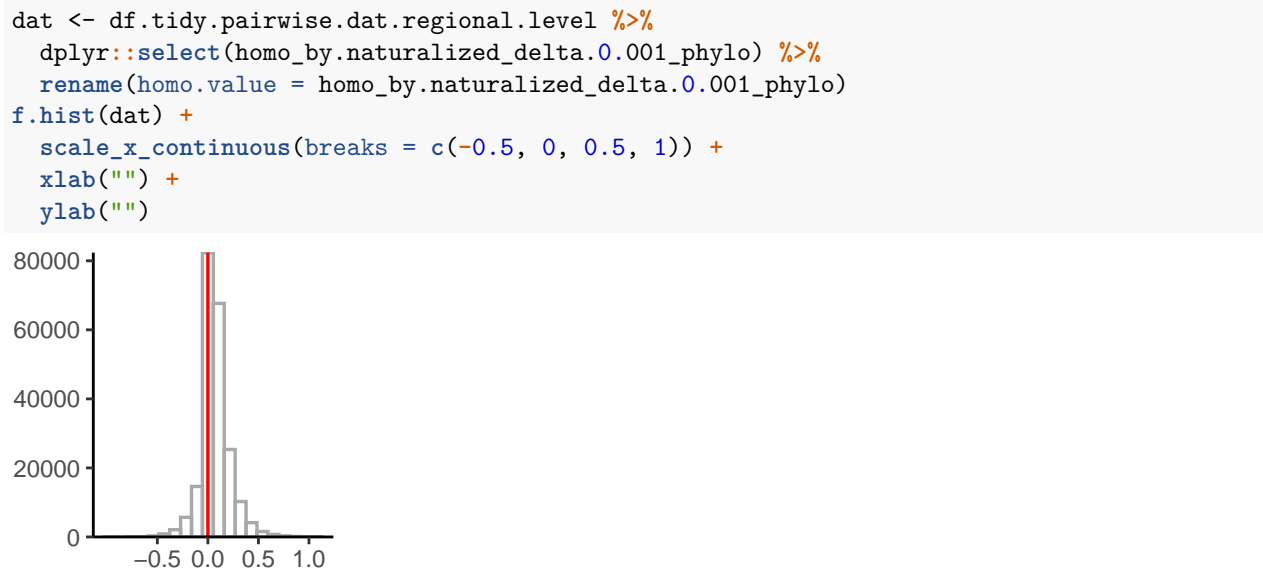 dat <- df.tidy.pairwise.dat.regional.level %>%
  dplyr::select(homo_by.naturalized_delta.0.001_phylo) %>%
  rename(homo.value = homo_by.naturalized_delta.0.001_phylo)
f.hist(dat) +
  scale_x_continuous(breaks = c(-0.5, 0, 0.5, 1)) +
  xlab("") +
  ylab("")
80000
60000
40000
20000
0
−0.5 0.0 0.5 1.0